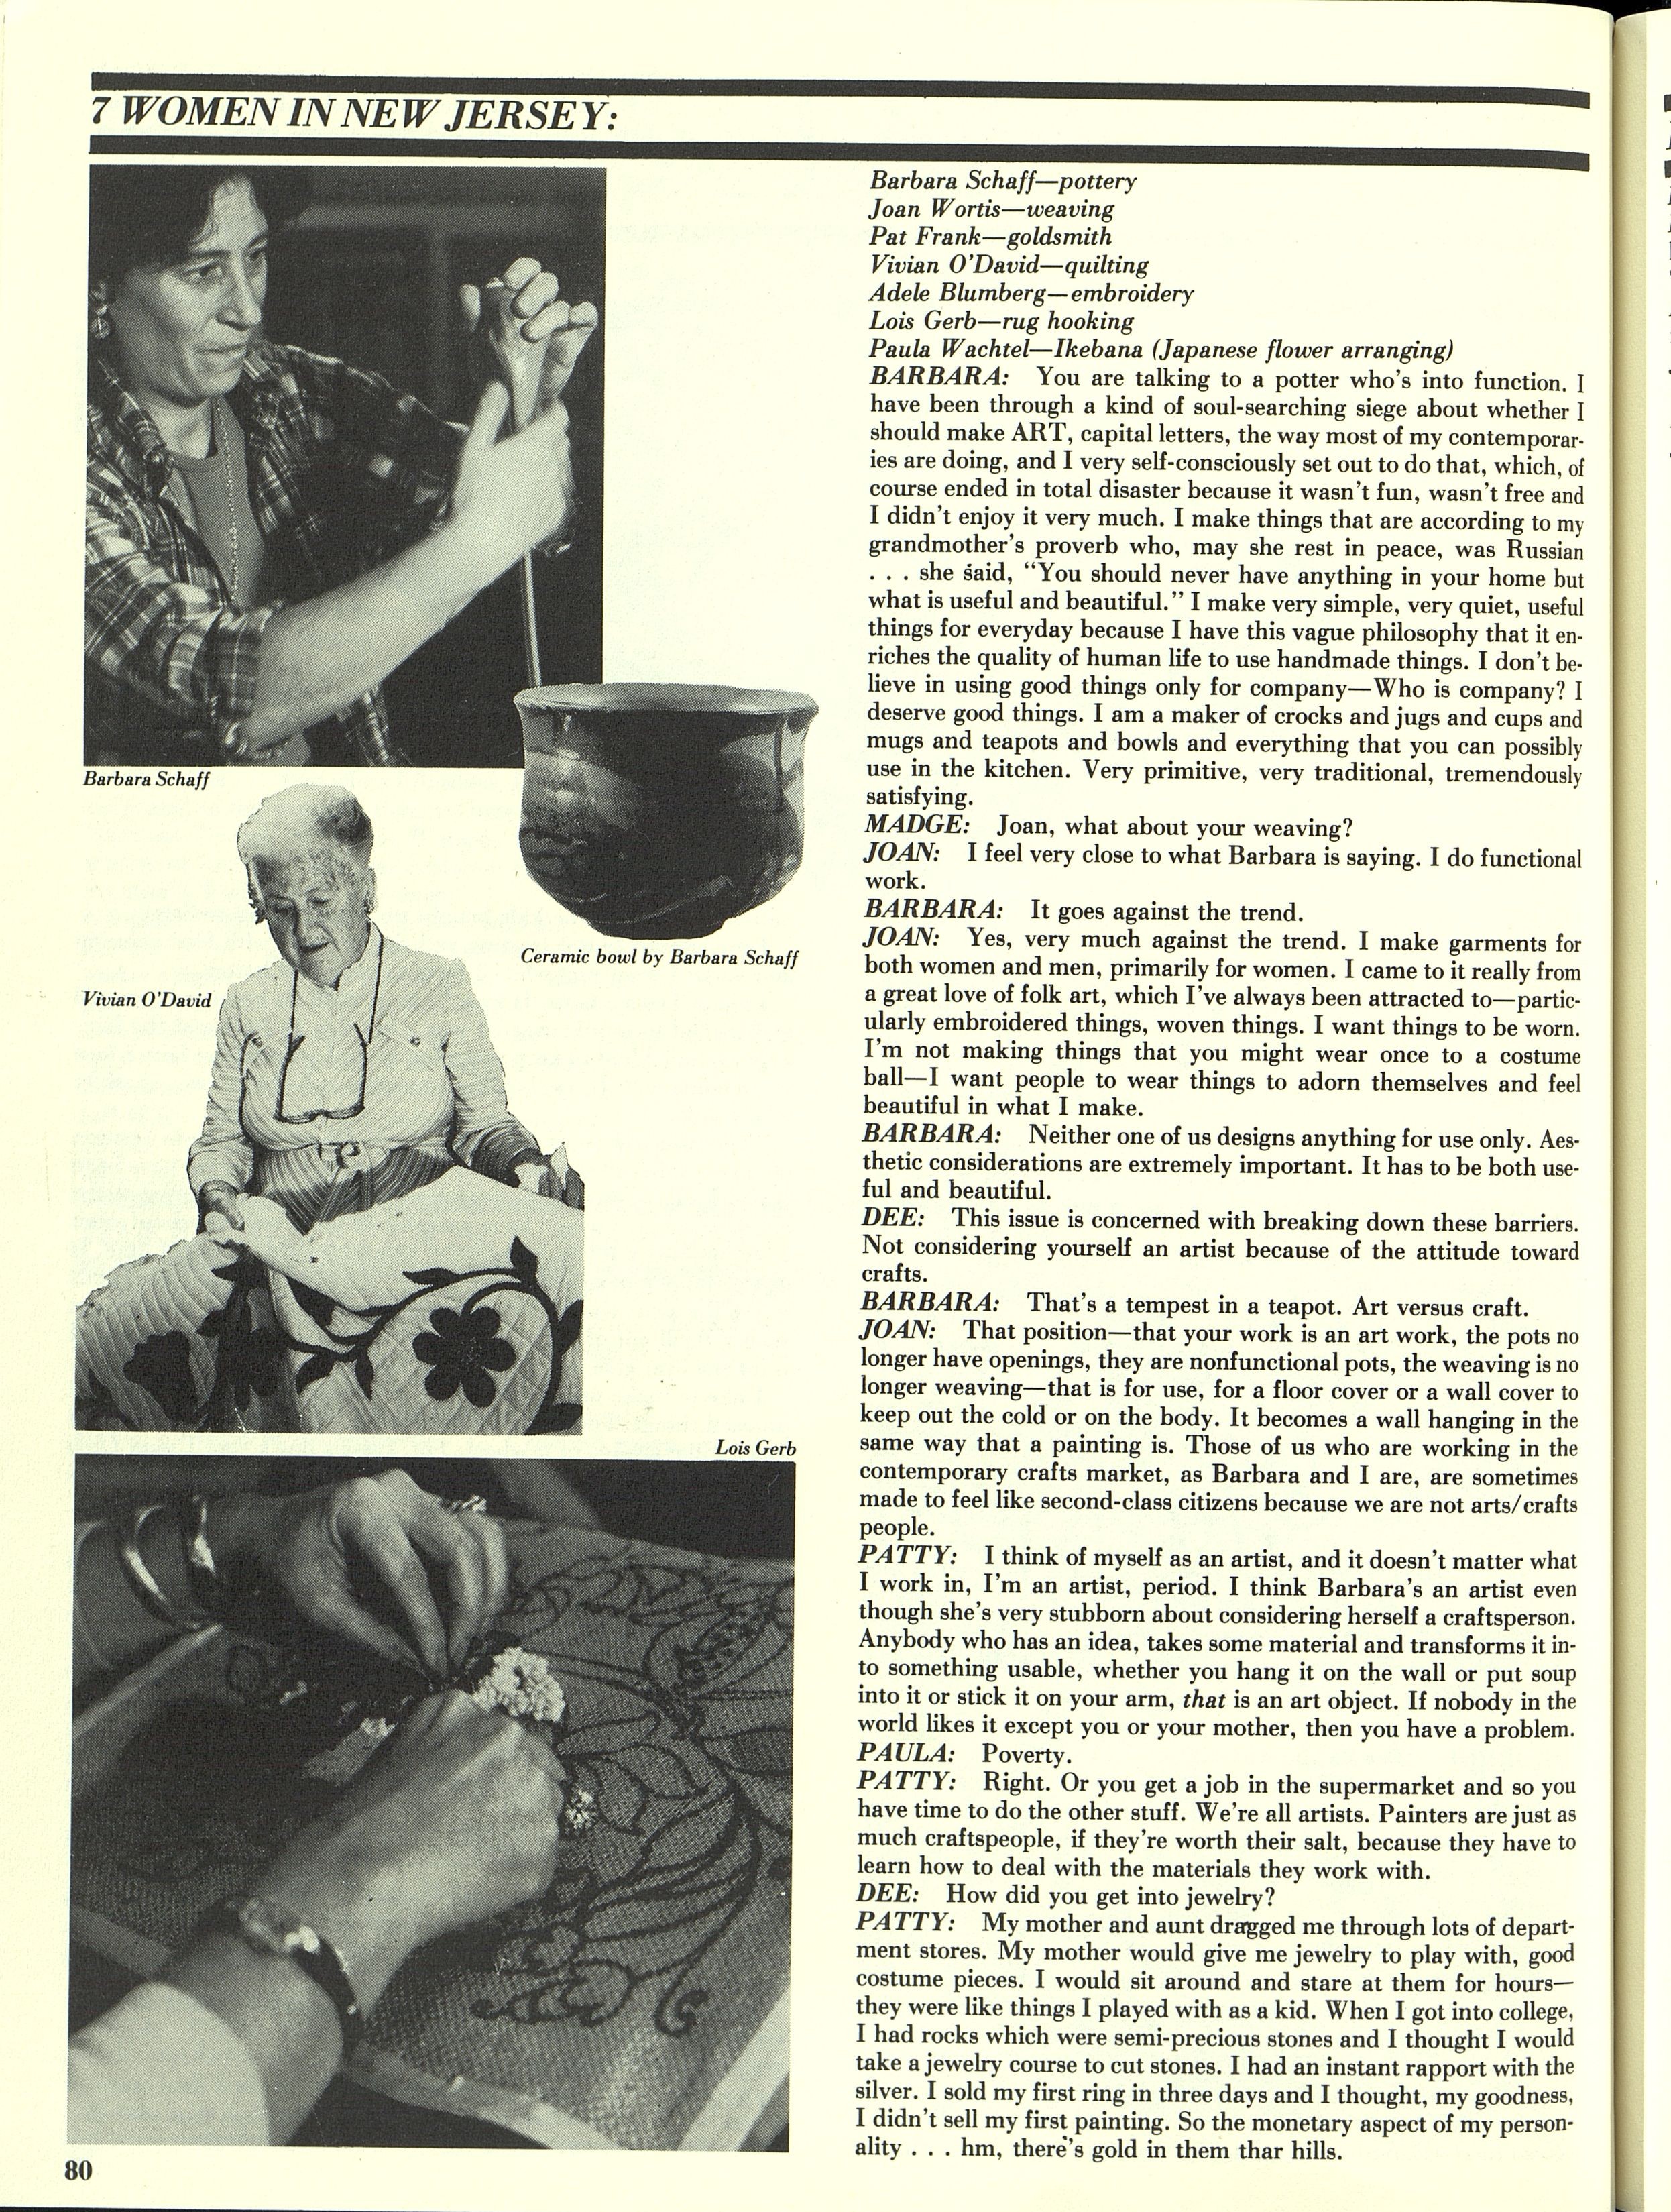 7 WOMEN IN NEW JERSEY:
Barbara Schaff
Ceramic bowl by Barbara Schaff
Vivian O'David
Lois Gerb
Barbara Schaff—pottery
Joan Wortis—weaving
Pat Frank—goldsmith
Vivian O'David—quilting
Adele Blumberg—embroidery
Lois Gerb—rug hooking
Paula Wachtel—Ikebana (Japanese flower arranging)
BARBARA: You are talking to a potter who's into function. I
have been through a kind of soul-searching siege about whether I
should make ART, capital letters, the way most of my contemporar-
ies are doing, and I very self-consciously set out to do that, which, of
course ended in total disaster because it wasn't fun, wasn't free and
I didn't enjoy it very much. I make things that are according to my
grandmother's proverb who, may she rest in peace, was Russian
. . . she said, "You should never have anything in your home but
what is useful and beautiful." I make very simple, very quiet, useful
things for everyday because I have this vague philosophy that it en-
riches the quality of human life to use handmade things. I don't be-
lieve in using good things only for company—Who is company? I
deserve good things. I am a maker of crocks and jugs and cups and
mugs and teapots and bowls and everything that you can possibly
use in the kitchen. Very primitive, very traditional, tremendously
satisfying.
MADGE: Joan, what about your weaving?
JOAN: I feel very close to what Barbara is saying. I do functional
work.
BARBARA: It goes against the trend.
JOAN: Yes, very much against the trend. I make garments for
both women and men, primarily for women. I came to it really from
a great love of folk art, which I've always been attracted to—partic-
ularly embroidered things, woven things. I want things to be worn.
I'm not making things that you might wear once to a costume
ball—I want people to wear things to adorn themselves and feel
beautiful in what I make.
BARBARA: Neither one of us designs anything for use only. Aes-
thetic considerations are extremely important. It has to be both use-
ful and beautiful.
DEE: This issue is concerned with breaking down these barriers.
Not considering yourself an artist because of the attitude toward
crafts.
BARBARA: That's a tempest in a teapot. Art versus craft.
JOAN: That position—that your work is an art work, the pots no
longer have openings, they are nonfunctional pots, the weaving is no
longer weaving—that is for use, for a floor cover or a wall cover to
keep out the cold or on the body. It becomes a wall hanging in the
same way that a painting is. Those of us who are working in the
contemporary crafts market, as Barbara and I are, are sometimes
made to feel like second-class citizens because we are not arts/crafts
people.
PATTY: I think of myself as an artist, and it doesn't matter what
I work in, I'm an artist, period. I think Barbara's an artist even
though she's very stubborn about considering herself a craftsperson.
Anybody who has an idea, takes some material and transforms it in-
to something usable, whether you hang it on the wall or put soup
into it or stick it on your arm, that is an art object. If nobody in the
world likes it except you or your mother, then you have a problem.
PAULA: Poverty.
PATTY: Right. Or you get a job in the supermarket and so you
have time to do the other stuff. We're all artists. Painters are just as
much craftspeople, if they're worth their salt, because they have to
learn how to deal with the materials they work with.
DEE: How did you get into jewelry?
PATTY: My mother and aunt dragged me through lots of depart-
ment stores. My mother would give me jewelry to play with, good
costume pieces. I would sit around and stare at them for hours—
they were like things I played with as a kid. When I got into college,
I had rocks which were semi-precious stones and I thought I would
take a jewelry course to cut stones. I had an instant rapport with the
silver. I sold my first ring in three days and I thought, my goodness,
I didn't sell my first painting. So the monetary aspect of my person-
ality . . . hm, there's gold in them thar hills.
80